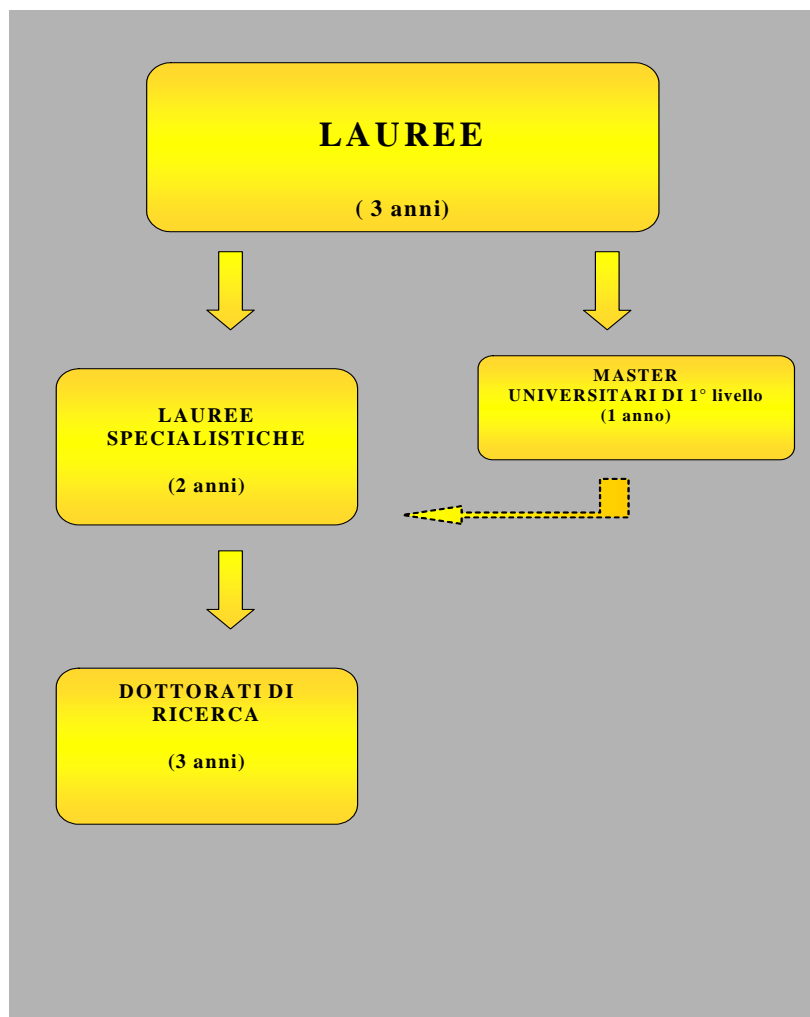 LAUREE
( 3 anni)
MASTER
UNIVERSITARI DI 1° livello
(1 anno)
LAUREE
SPECIALISTICHE
(2 anni)
DOTTORATI DI
RICERCA
(3 anni)